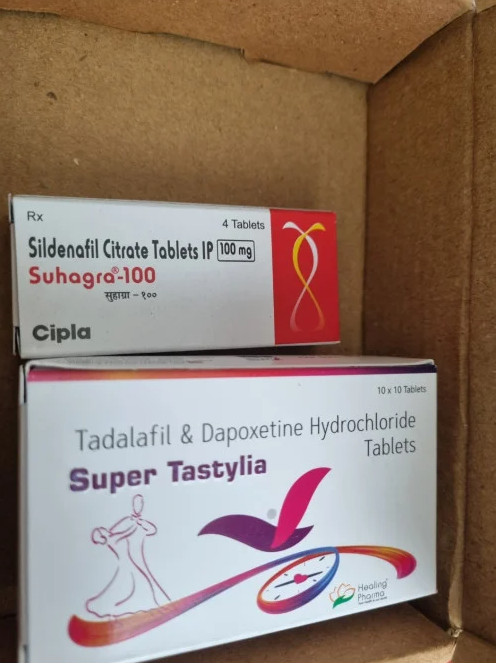 Rx
4 Tablets
Sildenafil Citrate Tablets IP 100 mg
Suhagra®-100
सुहाग्रा – १००
Cipla
10 x 10 Tablets
Tadalafil & Dapoxetine Hydrochloride
Tablets
Super Tastylia
Healing
Pharma